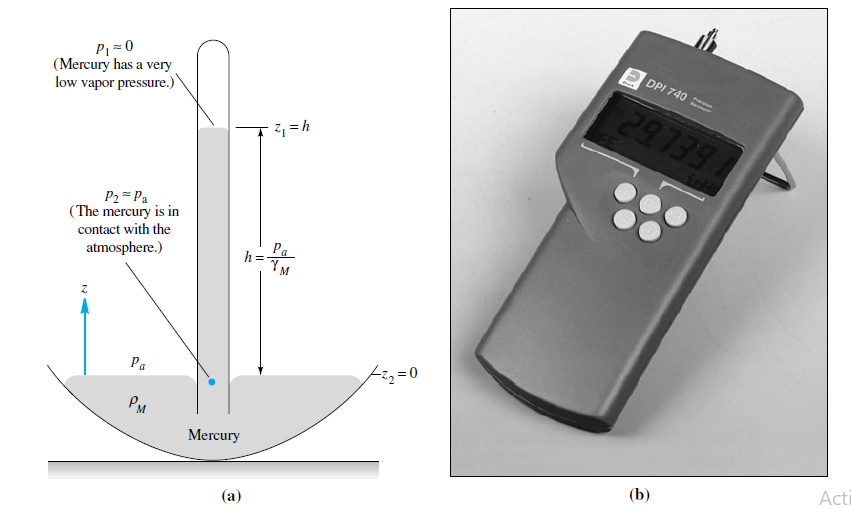 p₁ ≈ 0
(Mercury has a very
low vapor pressure.)
z₁ = h
p₂ ≈ pₐ
(The mercury is in
contact with the
atmosphere.)
h = pₐ / γ_M
z
pₐ
z₂ = 0
ρ_M
Mercury
(a)
DPI 740
29.7391
(b)
Acti